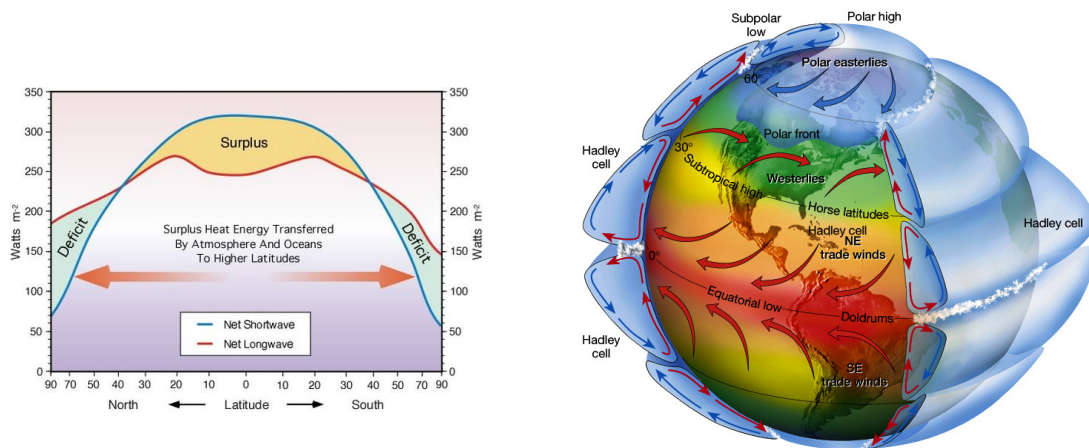 350
300
250
200
150
100
50
0
Watts m-2
350
300
250
200
150
100
50
0
Watts m-2
Surplus
Deficit
Deficit
Surplus Heat Energy Transferred
By Atmosphere And Oceans
To Higher Latitudes
Net Shortwave
Net Longwave
90 70 50 40 30 20 10 0 10 20 30 40 50 70 90
North Latitude South
Subpolar
low
Polar high
Polar easterlies
60°
Polar front
30°
Hadley
cell
Subtropical high
Westerlies
Horse latitudes
Hadley cell
Hadley cell
NE
trade winds
0°
Equatorial low
Doldrums
Hadley
cell
SE
trade winds